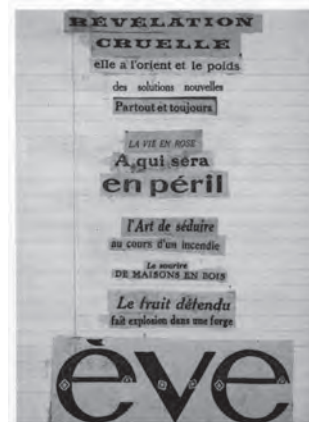 RÉVÉLATION
CRUELLE
elle a l'orient et le poids
des solutions nouvelles
Partout et toujours
LA VIE EN ROSE
A qui sera
en péril
l'Art de séduire
au cours d'un incendie
Le sourire
DE MAISONS EN BOIS
Le fruit défendu
fait explosion dans une forge
ève